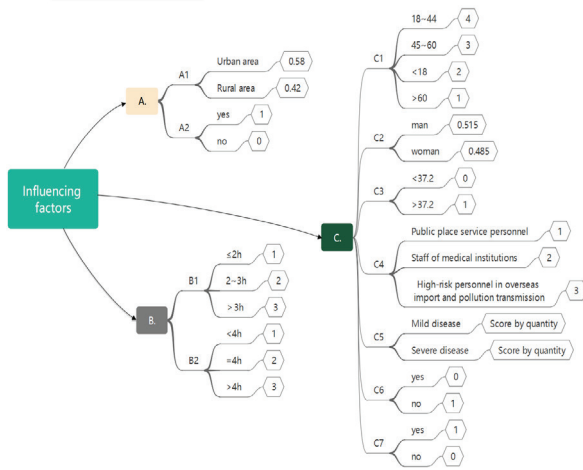 Influencing
factors
A.
A1
Urban area 0.58
Rural area 0.42
A2
yes 1
no 0
B.
B1
≤2h 1
2~3h 2
>3h 3
B2
<4h 1
=4h 2
>4h 3
C.
C1
18~44 4
45~60 3
<18 2
>60 1
C2
man 0.515
woman 0.485
C3
<37.2 0
>37.2 1
C4
Public place service personnel 1
Staff of medical institutions 2
High-risk personnel in overseas
import and pollution transmission 3
C5
Mild disease Score by quantity
Severe disease Score by quantity
C6
yes 0
no 1
C7
yes 1
no 0